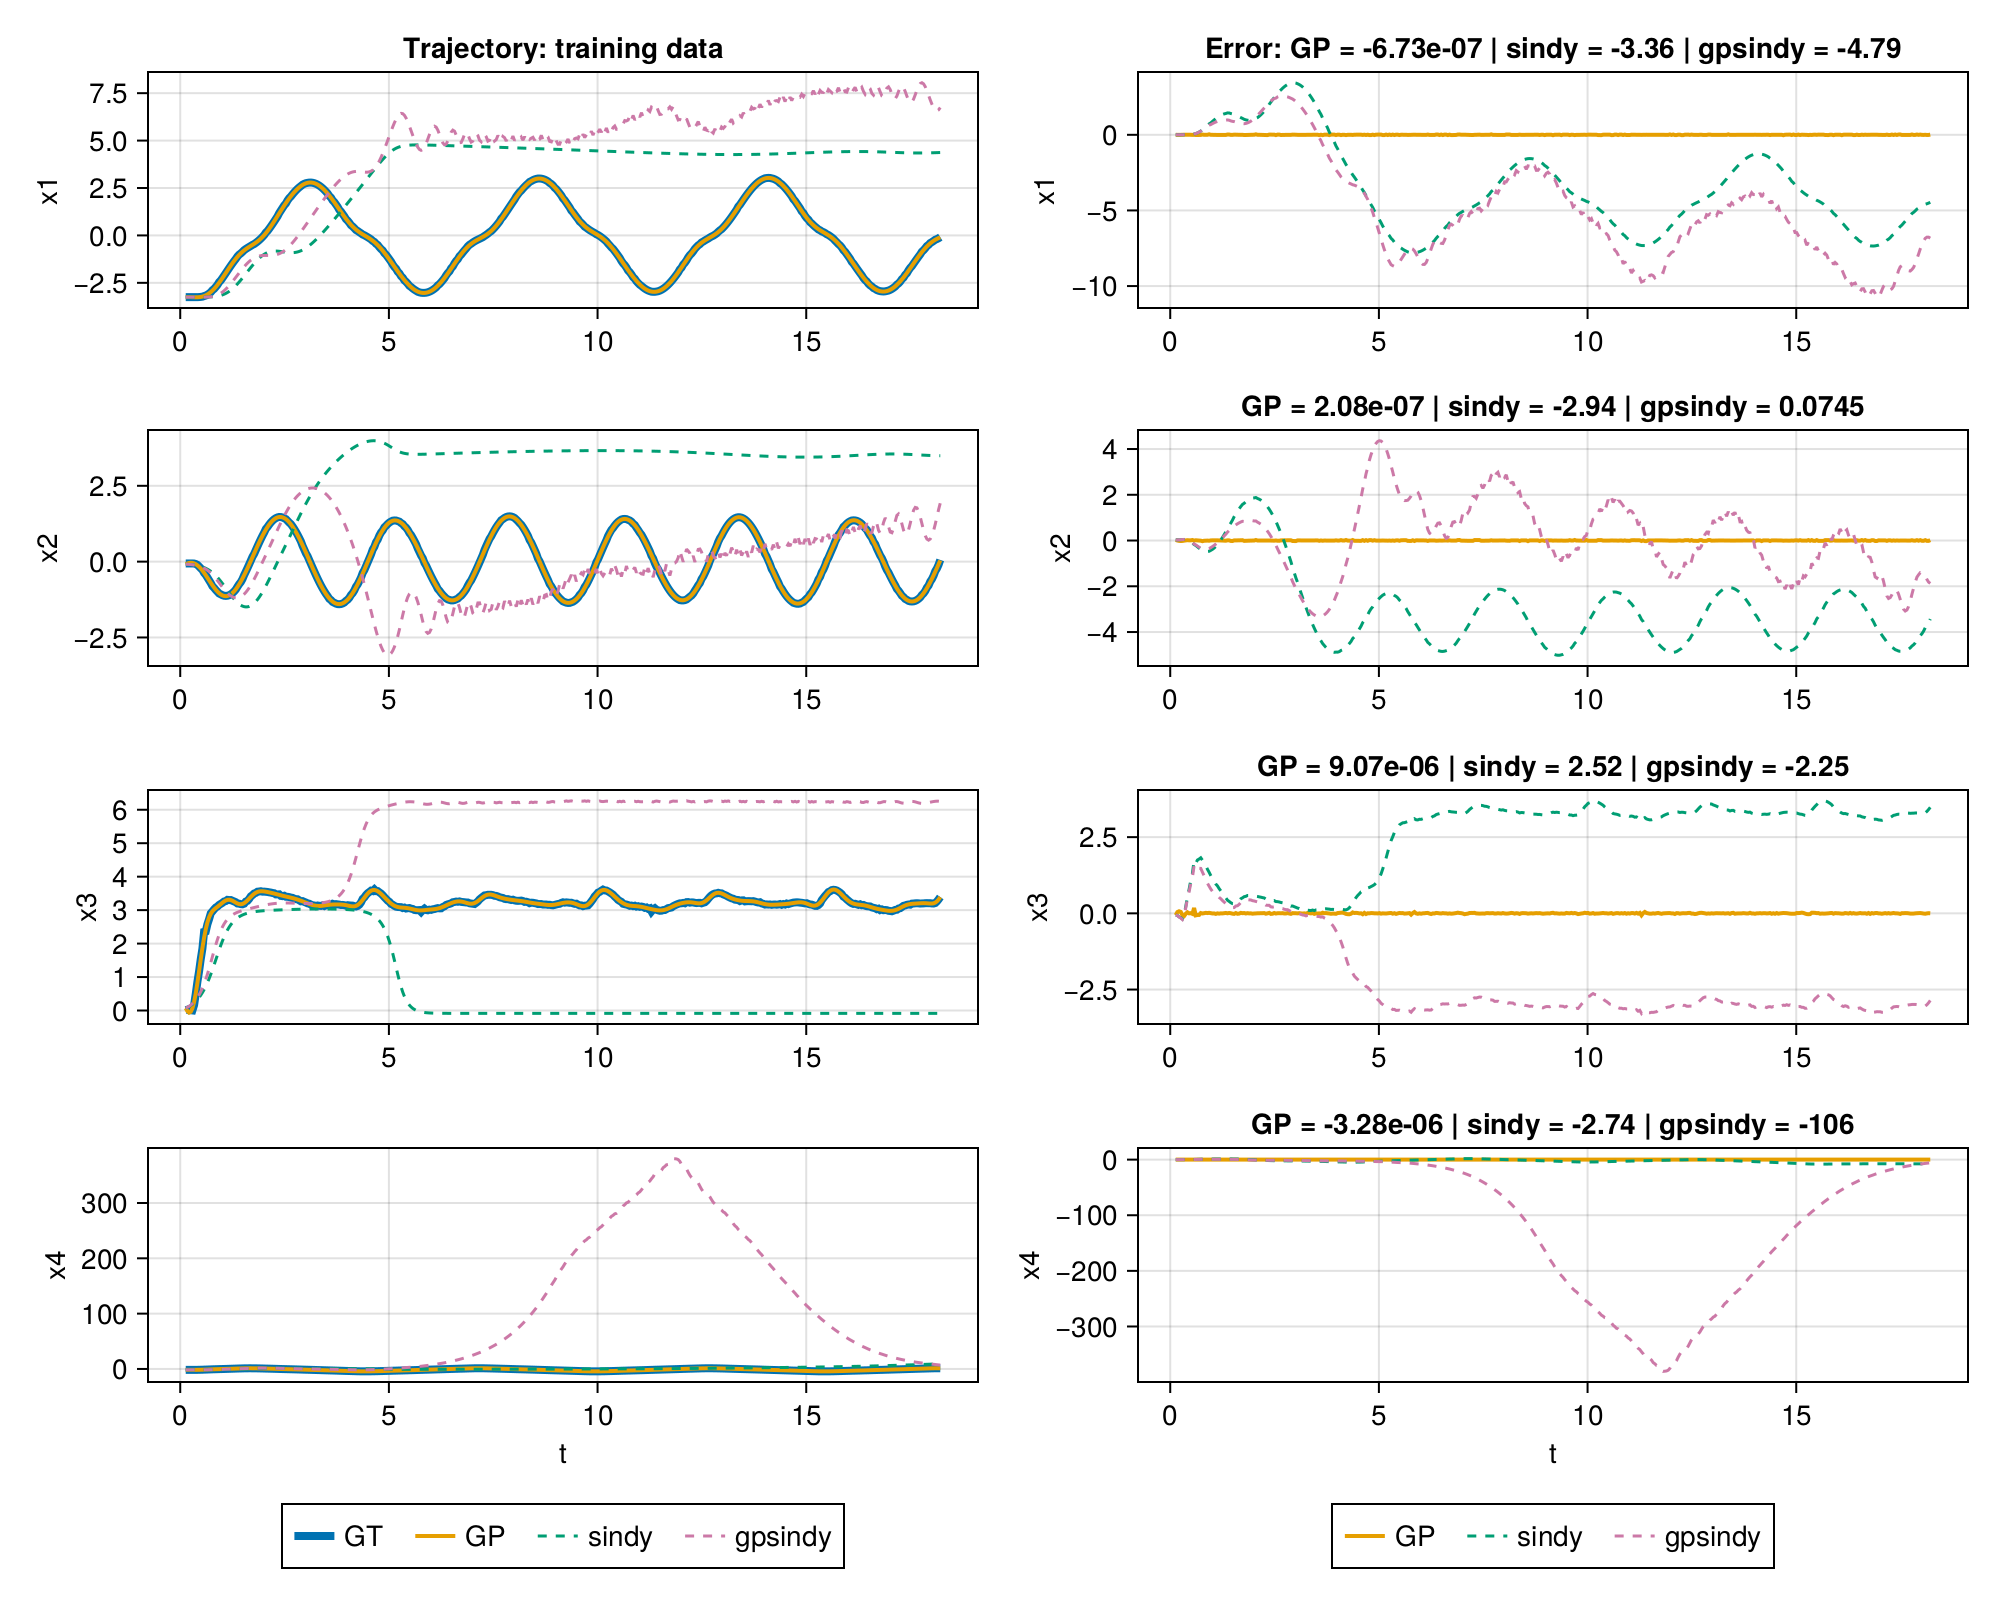 Trajectory: training data
7.5
5.0
2.5
0.0
−2.5
x1
0 5 10 15
Error: GP = -6.73e-07 | sindy = -3.36 | gpsindy = -4.79
0
−5
−10
x1
0 5 10 15
2.5
0.0
−2.5
x2
0 5 10 15
GP = 2.08e-07 | sindy = -2.94 | gpsindy = 0.0745
4
2
0
−2
−4
x2
0 5 10 15
6
5
4
3
2
1
0
x3
0 5 10 15
GP = 9.07e-06 | sindy = 2.52 | gpsindy = -2.25
2.5
0.0
−2.5
x3
0 5 10 15
300
200
100
0
x4
0 5 10 15
t
GP = -3.28e-06 | sindy = -2.74 | gpsindy = -106
0
−100
−200
−300
x4
0 5 10 15
t
GT GP sindy gpsindy
GP sindy gpsindy